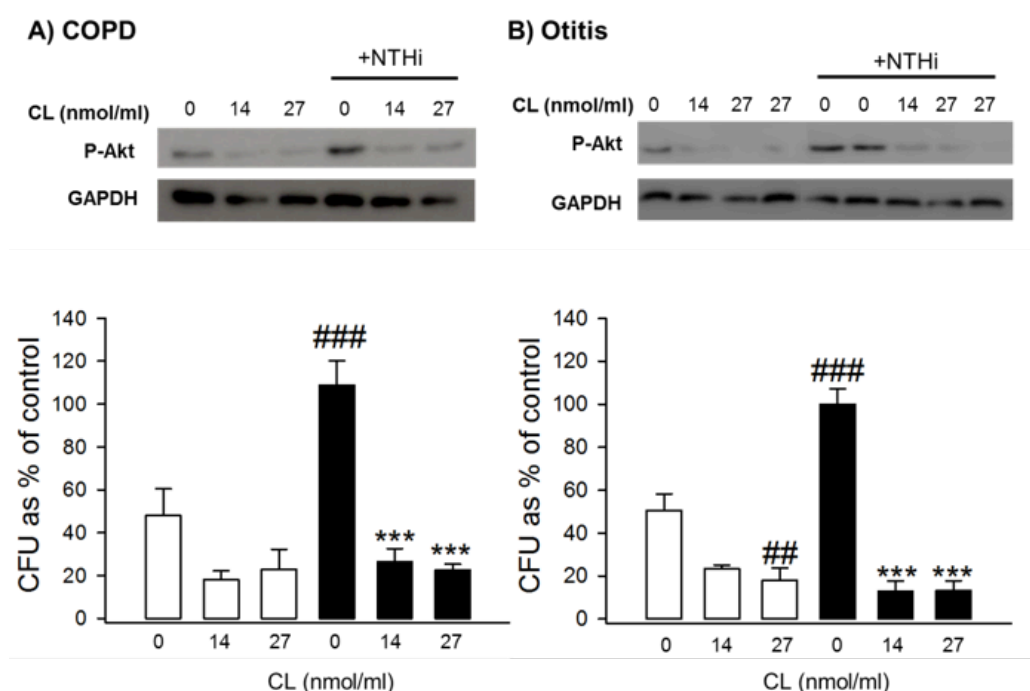 A) COPD
+NTHi
CL (nmol/ml) 0 14 27 0 14 27
P-Akt
GAPDH
B) Otitis
+NTHi
CL (nmol/ml) 0 14 27 27 0 0 14 27 27
P-Akt
GAPDH
CFU as % of control
140
120
100
80
60
40
20
0
###
*** ***
0 14 27 0 14 27
CL (nmol/ml)
CFU as % of control
140
120
100
80
60
40
20
0
##
###
*** ***
0 14 27 0 14 27
CL (nmol/ml)